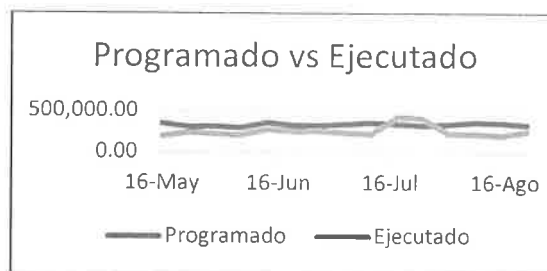 Programado vs Ejecutado
500,000.00
0.00
16-May 16-Jun 16-Jul 16-Ago
Programado Ejecutado